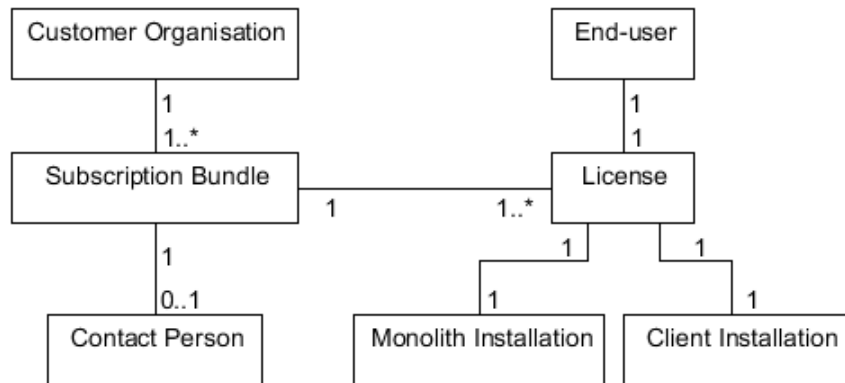 Customer Organisation
End-user
1
1
1..*
1
Subscription Bundle
License
1
1..*
1
1
1
0..1
1
1
Contact Person
Monolith Installation
Client Installation